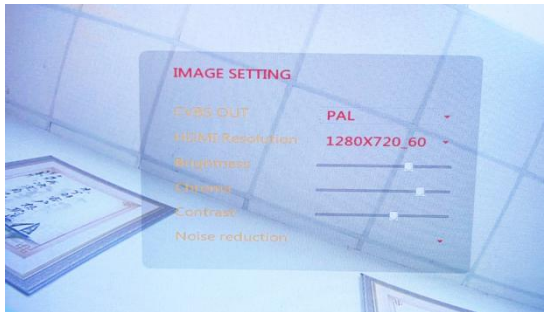 IMAGE SETTING
CVBS OUT PAL
HDMI Resolution 1280X720_60
Brightness
Chroma
Contrast
Noise reduction